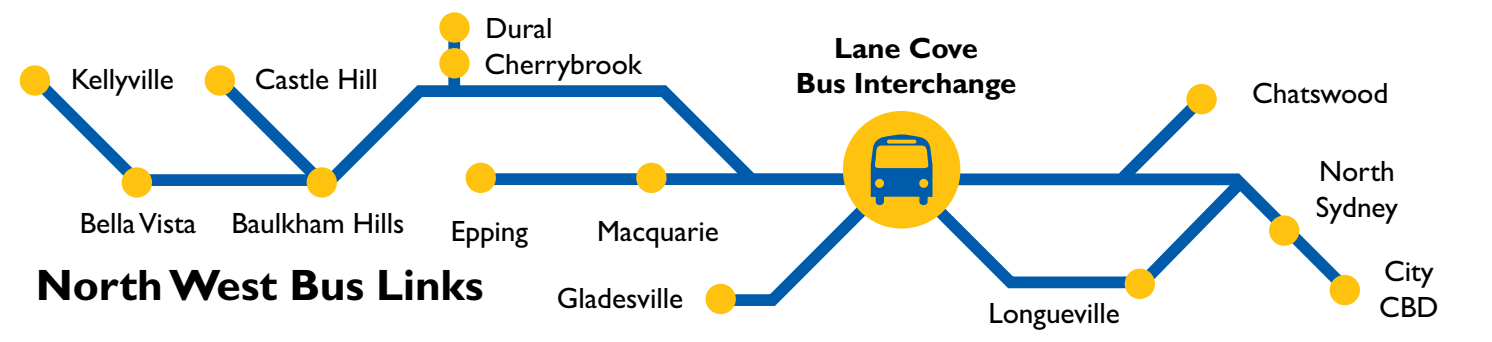 Dural
Cherrybrook
Kellyville
Castle Hill
Lane Cove
Bus Interchange
Chatswood
North
Sydney
Bella Vista
Baulkham Hills
Epping
Macquarie
City
CBD
North West Bus Links
Gladesville
Longueville